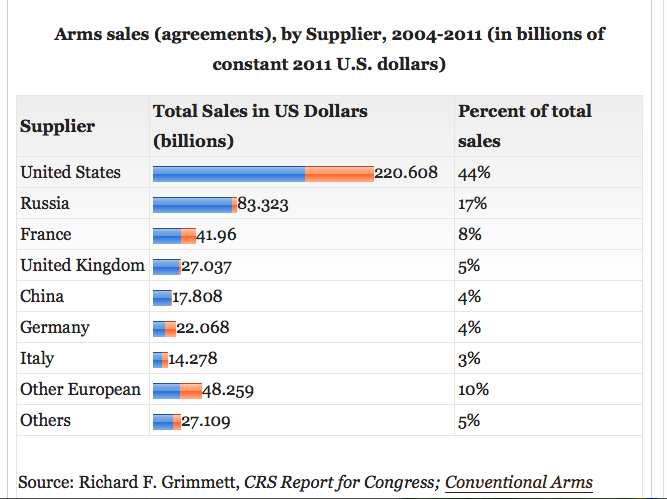 Arms sales (agreements), by Supplier, 2004-2011 (in billions of
constant 2011 U.S. dollars)
Supplier Total Sales in US Dollars (billions) Percent of total sales
United States 220.608 44%
Russia 83.323 17%
France 41.96 8%
United Kingdom 27.037 5%
China 17.808 4%
Germany 22.068 4%
Italy 14.278 3%
Other European 48.259 10%
Others 27.109 5%
Source: Richard F. Grimmett, CRS Report for Congress; Conventional Arms